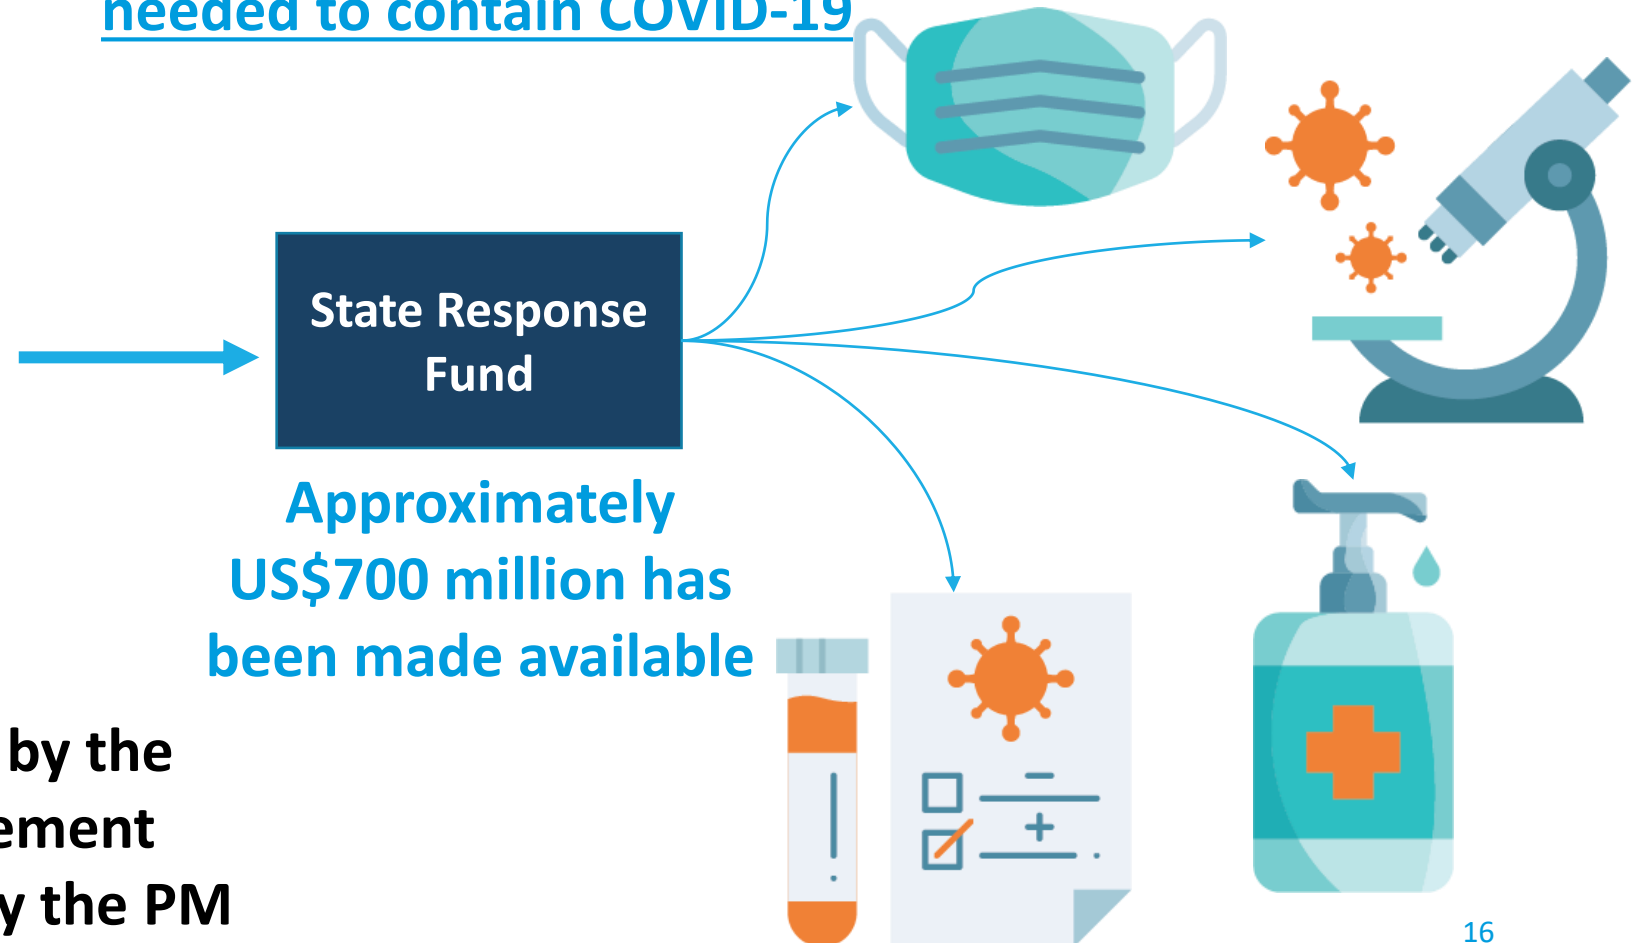 needed to contain COVID-19
State Response
Fund
Approximately
US$700 million has
been made available
by the
ement
y the PM
16